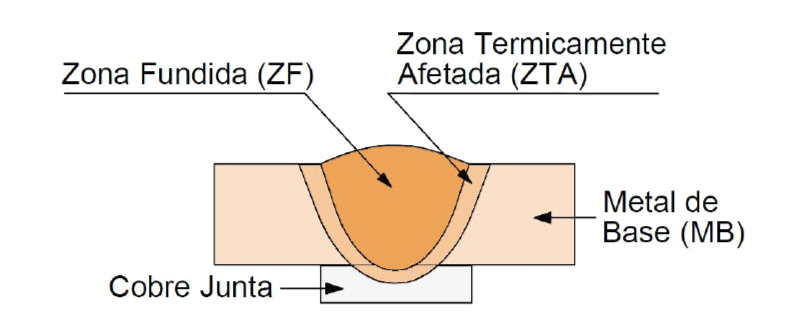 Zona Termicamente
Afetada (ZTA)
Zona Fundida (ZF)
Metal de
Base (MB)
Cobre Junta